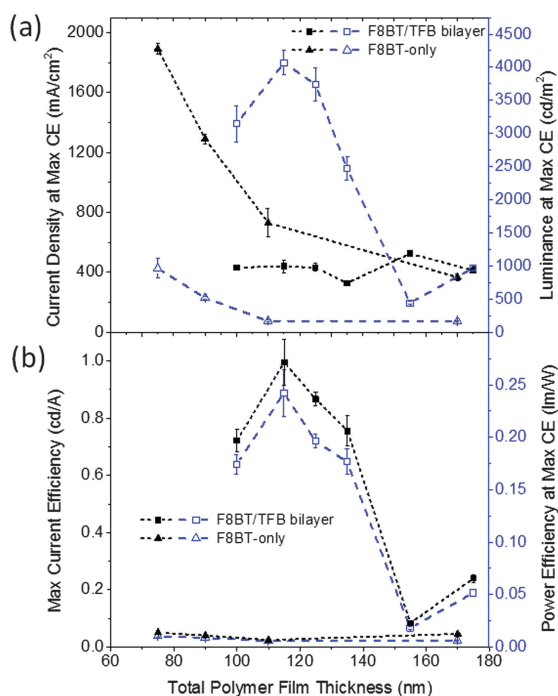 (a)
2000
1600
1200
800
400
0
Current Density at Max CE (mA/cm²)
F8BT/TFB bilayer
F8BT-only
4500
4000
3500
3000
2500
2000
1500
1000
500
0
Luminance at Max CE (cd/m²)
(b)
1.0
0.8
0.6
0.4
0.2
0.0
Max Current Efficiency (cd/A)
F8BT/TFB bilayer
F8BT-only
0.25
0.20
0.15
0.10
0.05
0.00
Power Efficiency at Max CE (lm/W)
60 80 100 120 140 160 180
Total Polymer Film Thickness (nm)